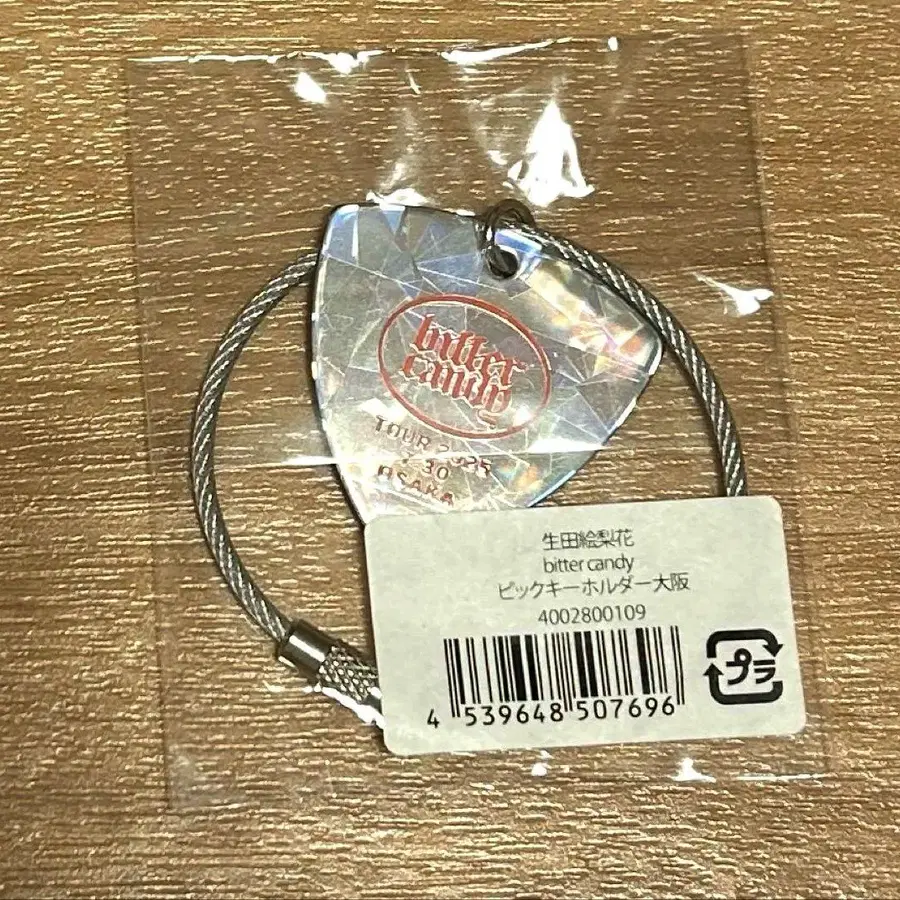 bitter
candy
TOUR 2025
30
OSAKA
生田絵梨花
bitter candy
ピックキーホルダー大阪
4002800109
プラ
4 539648 507696